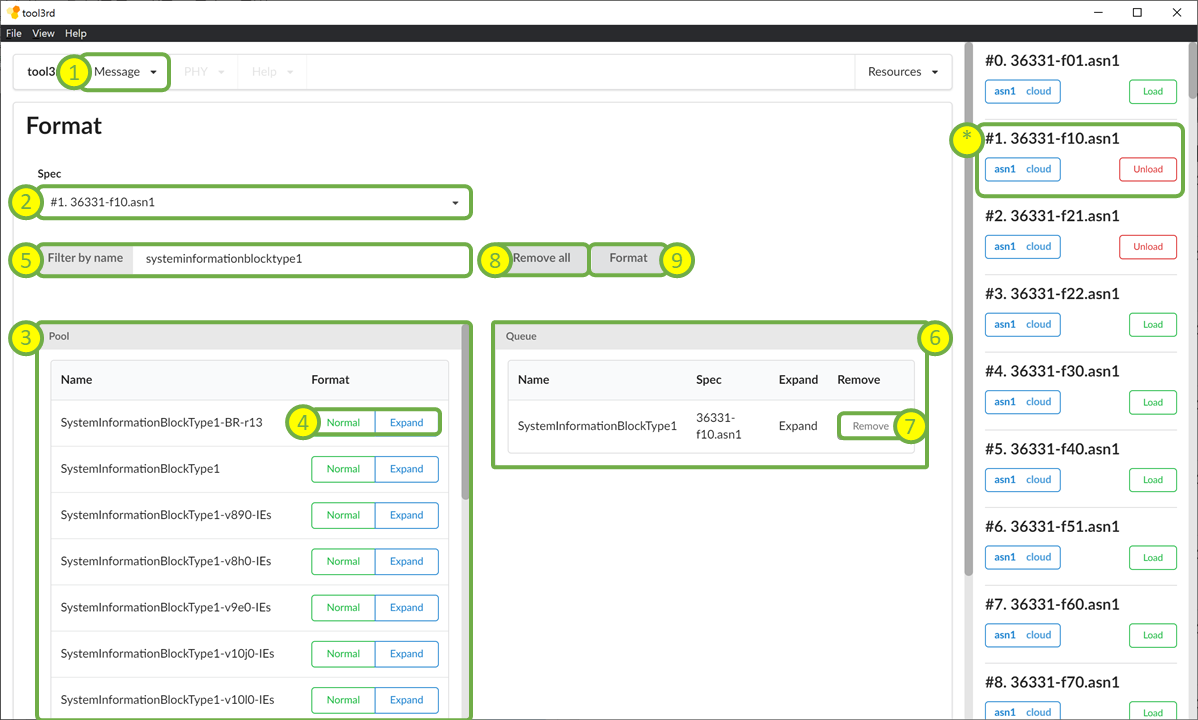 tool3rd
File View Help
tool3 1 Message PHY Help Resources
Format
Spec
2 #1. 36331-f10.asn1
5 Filter by name systeminformationblocktype1 8 Remove all Format 9
3 Pool
Name Format
SystemInformationBlockType1-BR-r13 4 Normal Expand
SystemInformationBlockType1 Normal Expand
SystemInformationBlockType1-v890-IEs Normal Expand
SystemInformationBlockType1-v8h0-IEs Normal Expand
SystemInformationBlockType1-v9e0-IEs Normal Expand
SystemInformationBlockType1-v10j0-IEs Normal Expand
SystemInformationBlockType1-v10l0-IEs Normal Expand
Queue 6
Name Spec Expand Remove
SystemInformationBlockType1 36331-f10.asn1 Expand Remove 7
#0. 36331-f01.asn1
asn1 cloud Load
* #1. 36331-f10.asn1
asn1 cloud Unload
#2. 36331-f21.asn1
asn1 cloud Unload
#3. 36331-f22.asn1
asn1 cloud Load
#4. 36331-f30.asn1
asn1 cloud Load
#5. 36331-f40.asn1
asn1 cloud Load
#6. 36331-f51.asn1
asn1 cloud Load
#7. 36331-f60.asn1
asn1 cloud Load
#8. 36331-f70.asn1
asn1 cloud Load